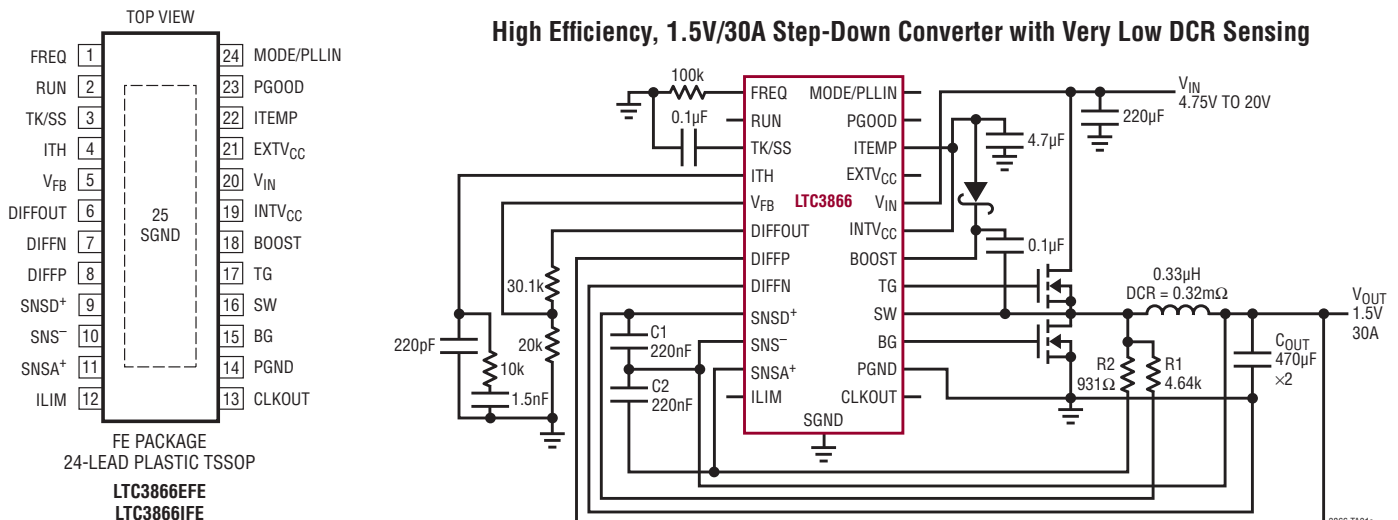 TOP VIEW
FREQ 1
RUN 2
TK/SS 3
ITH 4
VFB 5
DIFFOUT 6
DIFFN 7
DIFFP 8
SNSD+ 9
SNS– 10
SNSA+ 11
ILIM 12
25
SGND
24 MODE/PLLIN
23 PGOOD
22 ITEMP
21 EXTVCC
20 VIN
19 INTVCC
18 BOOST
17 TG
16 SW
15 BG
14 PGND
13 CLKOUT
FE PACKAGE
24-LEAD PLASTIC TSSOP
LTC3866EFE
LTC3866IFE
High Efficiency, 1.5V/30A Step-Down Converter with Very Low DCR Sensing
100k
0.1µF
220pF
10k
1.5nF
30.1k
20k
C1
220nF
C2
220nF
FREQ
RUN
TK/SS
ITH
VFB
DIFFOUT
DIFFP
DIFFN
SNSD+
SNS–
SNSA+
ILIM
LTC3866
SGND
MODE/PLLIN
PGOOD
ITEMP
EXTVCC
VIN
INTVCC
BOOST
TG
SW
BG
PGND
CLKOUT
4.7µF
0.1µF
220µF
VIN
4.75V TO 20V
0.33µH
DCR = 0.32mΩ
R2
931Ω
R1
4.64k
COUT
470µF
×2
VOUT
1.5V
30A